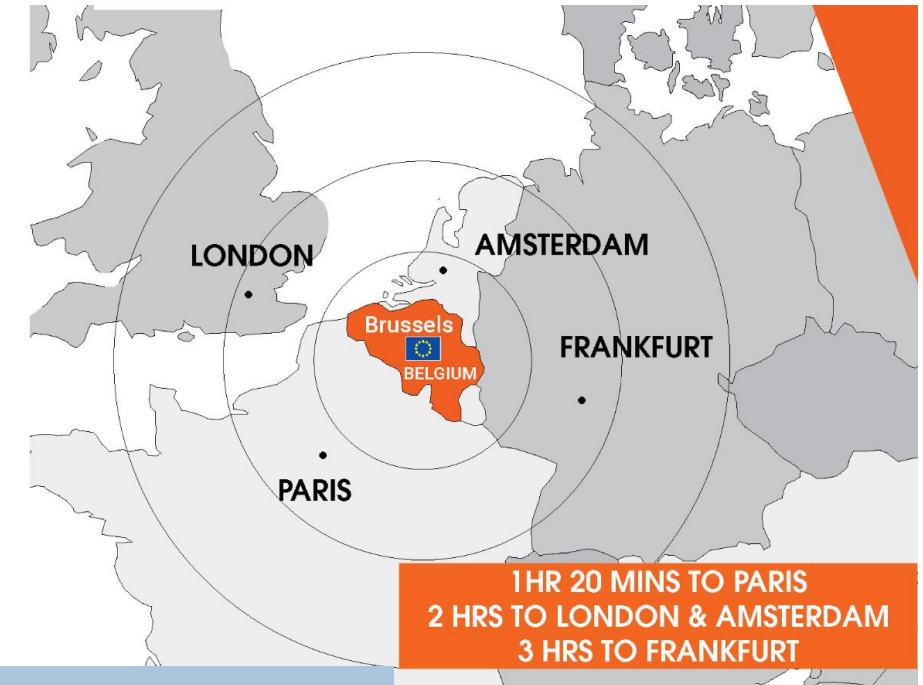 LONDON
AMSTERDAM
Brussels
BELGIUM
FRANKFURT
PARIS
1HR 20 MINS TO PARIS
2 HRS TO LONDON & AMSTERDAM
3 HRS TO FRANKFURT